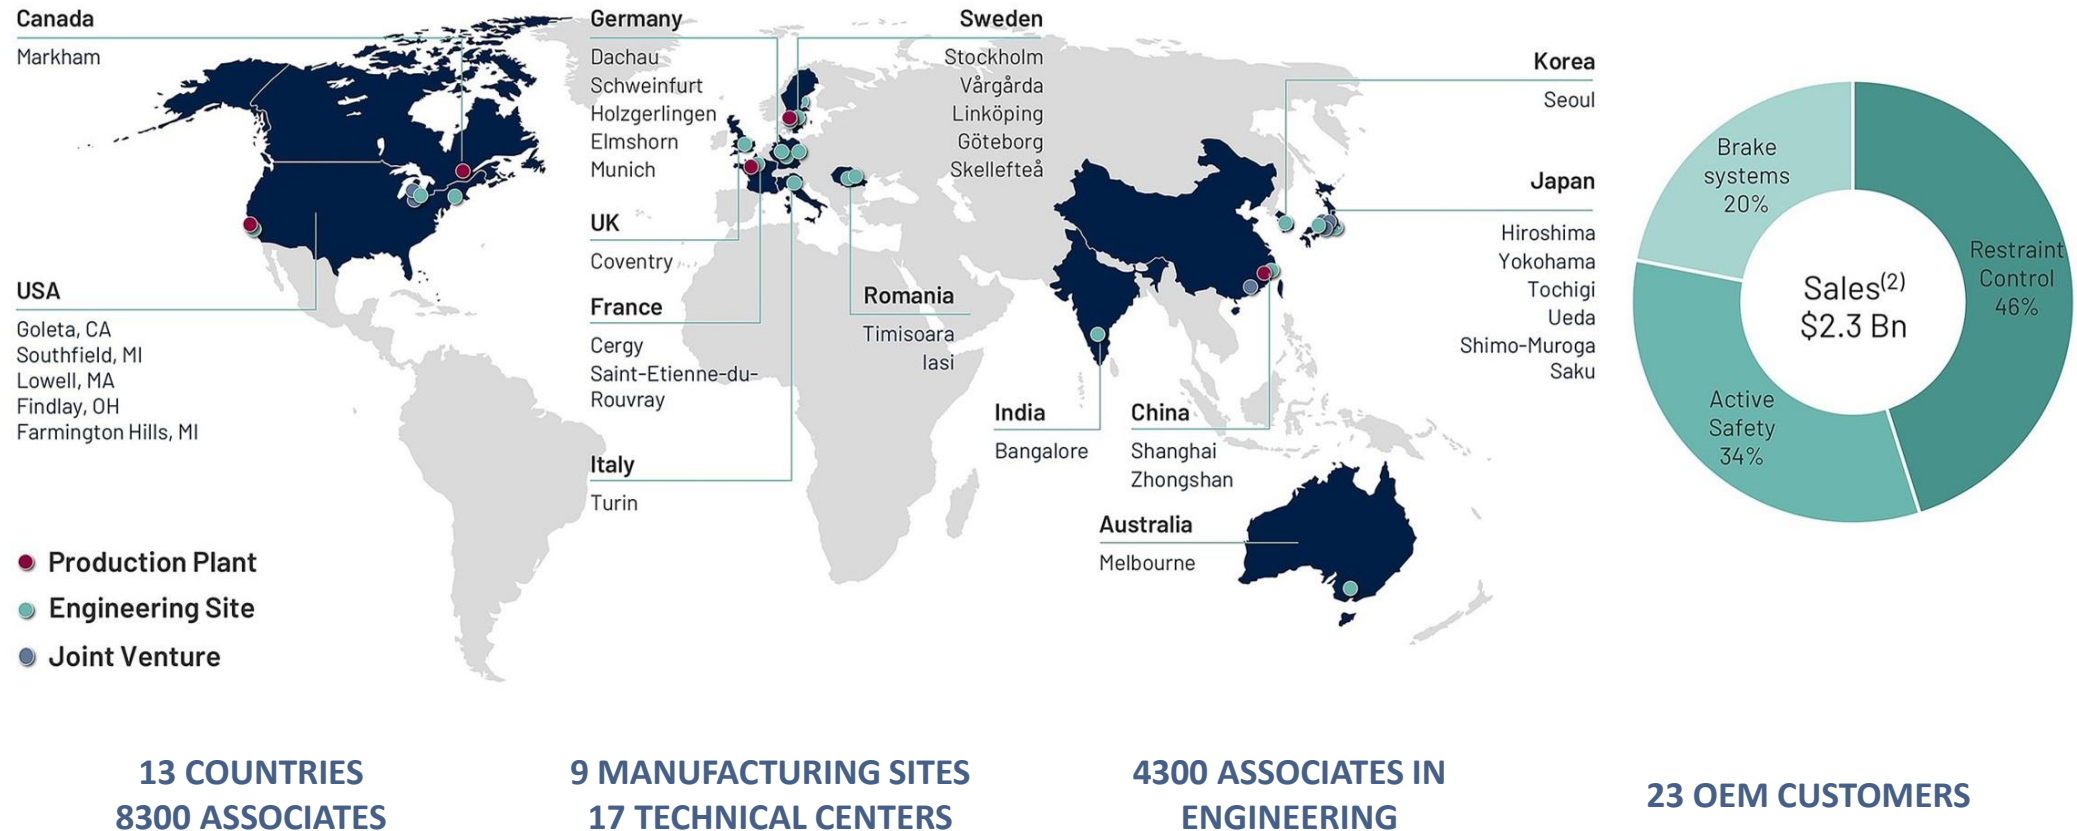 Canada
Markham
USA
Goleta, CA
Southfield, MI
Lowell, MA
Findlay, OH
Farmington Hills, MI
Production Plant
Engineering Site
Joint Venture
Germany
Dachau
Schweinfurt
Holzgerlingen
Elmshorn
Munich
UK
Coventry
France
Cergy
Saint-Etienne-du-
Rouvray
Italy
Turin
Sweden
Stockholm
Vårgårda
Linköping
Göteborg
Skellefteå
Romania
Timisoara
Iasi
India
Bangalore
China
Shanghai
Zhongshan
Australia
Melbourne
Korea
Seoul
Japan
Hiroshima
Yokohama
Tochigi
Ueda
Shimo-Muroga
Saku
Brake
systems
20%
Restraint
Control
46%
Active
Safety
34%
Sales(2)
$2.3 Bn
13 COUNTRIES
8300 ASSOCIATES
9 MANUFACTURING SITES
17 TECHNICAL CENTERS
4300 ASSOCIATES IN
ENGINEERING
23 OEM CUSTOMERS